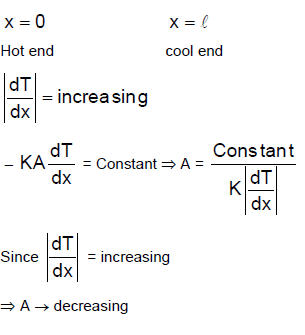 x = 0 x = ℓ
Hot end cool end
|dT/dx| = increasing
– KA dT/dx = Constant ⇒ A = Constant / K|dT/dx|
Since |dT/dx| = increasing
⇒ A → decreasing